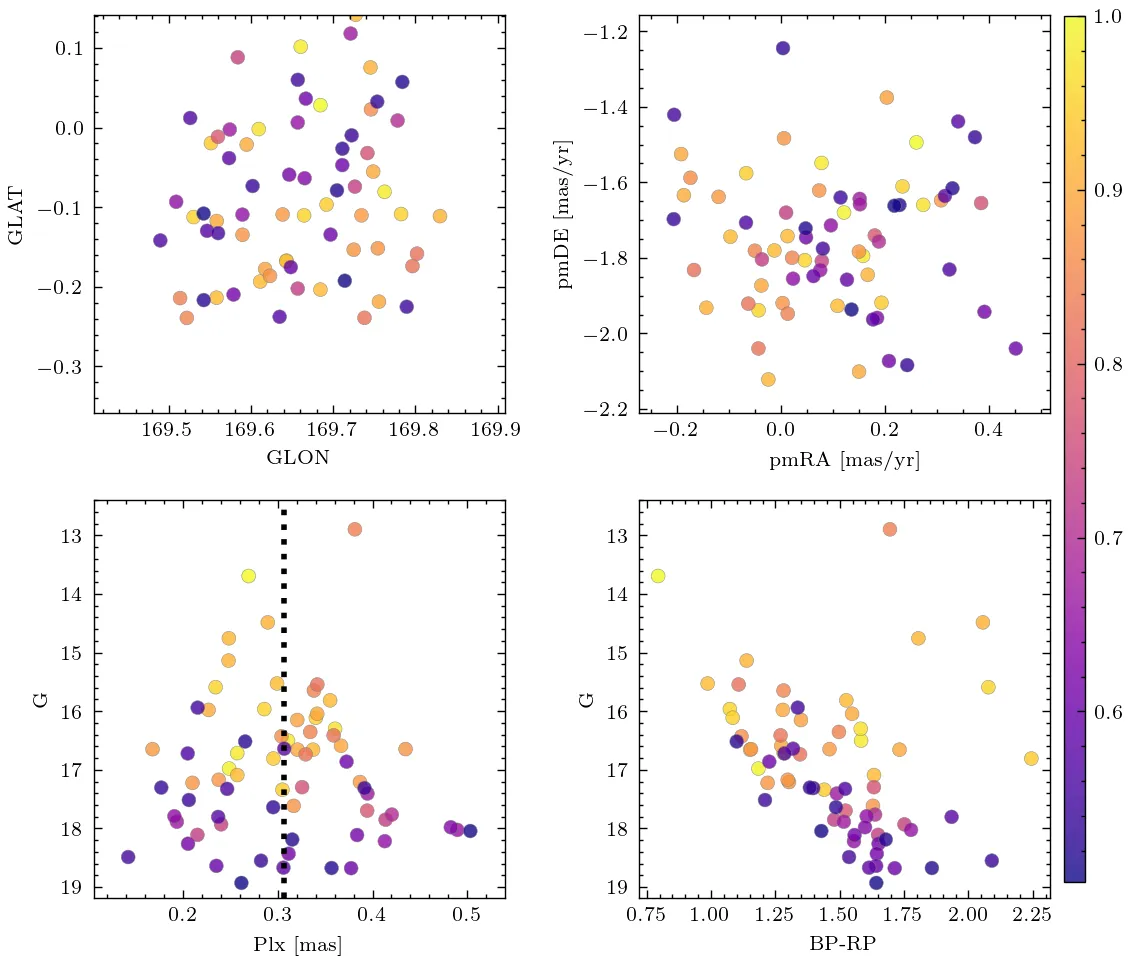 0.1
0.0
−0.1
−0.2
−0.3
GLAT
169.5 169.6 169.7 169.8 169.9
GLON
−1.2
−1.4
−1.6
−1.8
−2.0
−2.2
pmDE [mas/yr]
−0.2 0.0 0.2 0.4
pmRA [mas/yr]
1.0
0.9
0.8
0.7
0.6
13
14
15
16
17
18
19
G
0.2 0.3 0.4 0.5
Plx [mas]
13
14
15
16
17
18
19
G
0.75 1.00 1.25 1.50 1.75 2.00 2.25
BP-RP